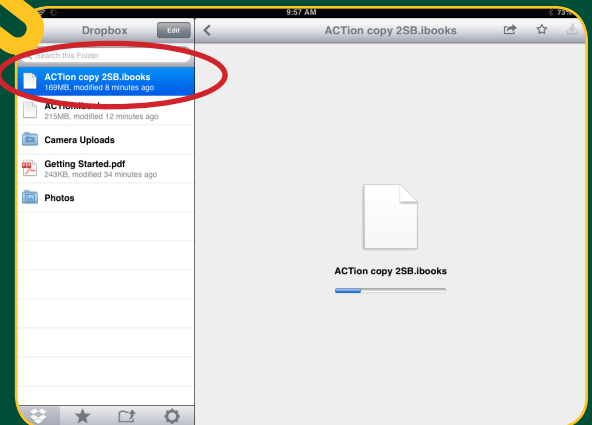 9:57 AM
73%
Dropbox
Edit
ACTion copy 2SB.ibooks
Search this Folder
ACTion copy 2SB.ibooks
169MB, modified 8 minutes ago
215MB, modified 12 minutes ago
Camera Uploads
PDF
Getting Started.pdf
243KB, modified 34 minutes ago
Photos
ACTion copy 2SB.ibooks